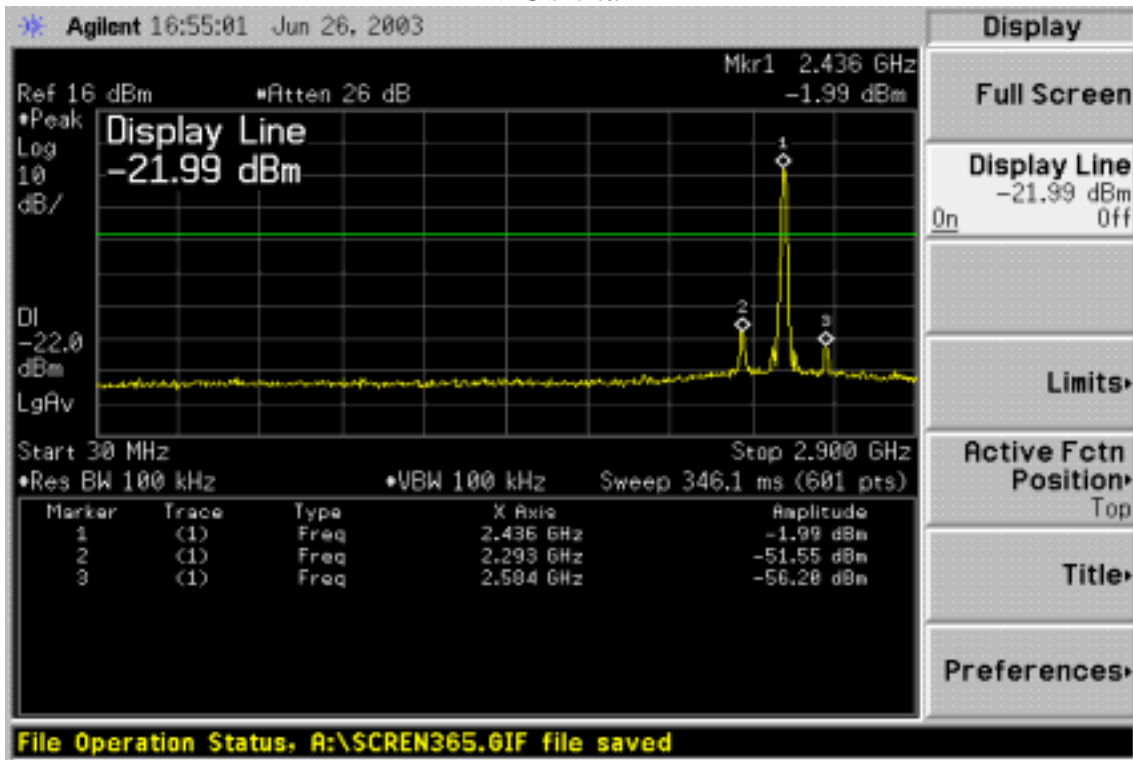 Agilent 16:55:01 Jun 26, 2003
Display
Mkr1 2.436 GHz
Ref 16 dBm #Atten 26 dB -1.99 dBm
#Peak
Log
10
dB/
Display Line
-21.99 dBm
1
2
3
DI
-22.0
dBm
LgAv
Start 30 MHz Stop 2.900 GHz
#Res BW 100 kHz #VBW 100 kHz Sweep 346.1 ms (601 pts)
Marker Trace Type X Axis Amplitude
1 (1) Freq 2.436 GHz -1.99 dBm
2 (1) Freq 2.293 GHz -51.55 dBm
3 (1) Freq 2.584 GHz -56.20 dBm
Full Screen
Display Line
-21.99 dBm
On Off
Limits
Active Fctn
Position
Top
Title
Preferences
File Operation Status, A:\SCREN365.GIF file saved